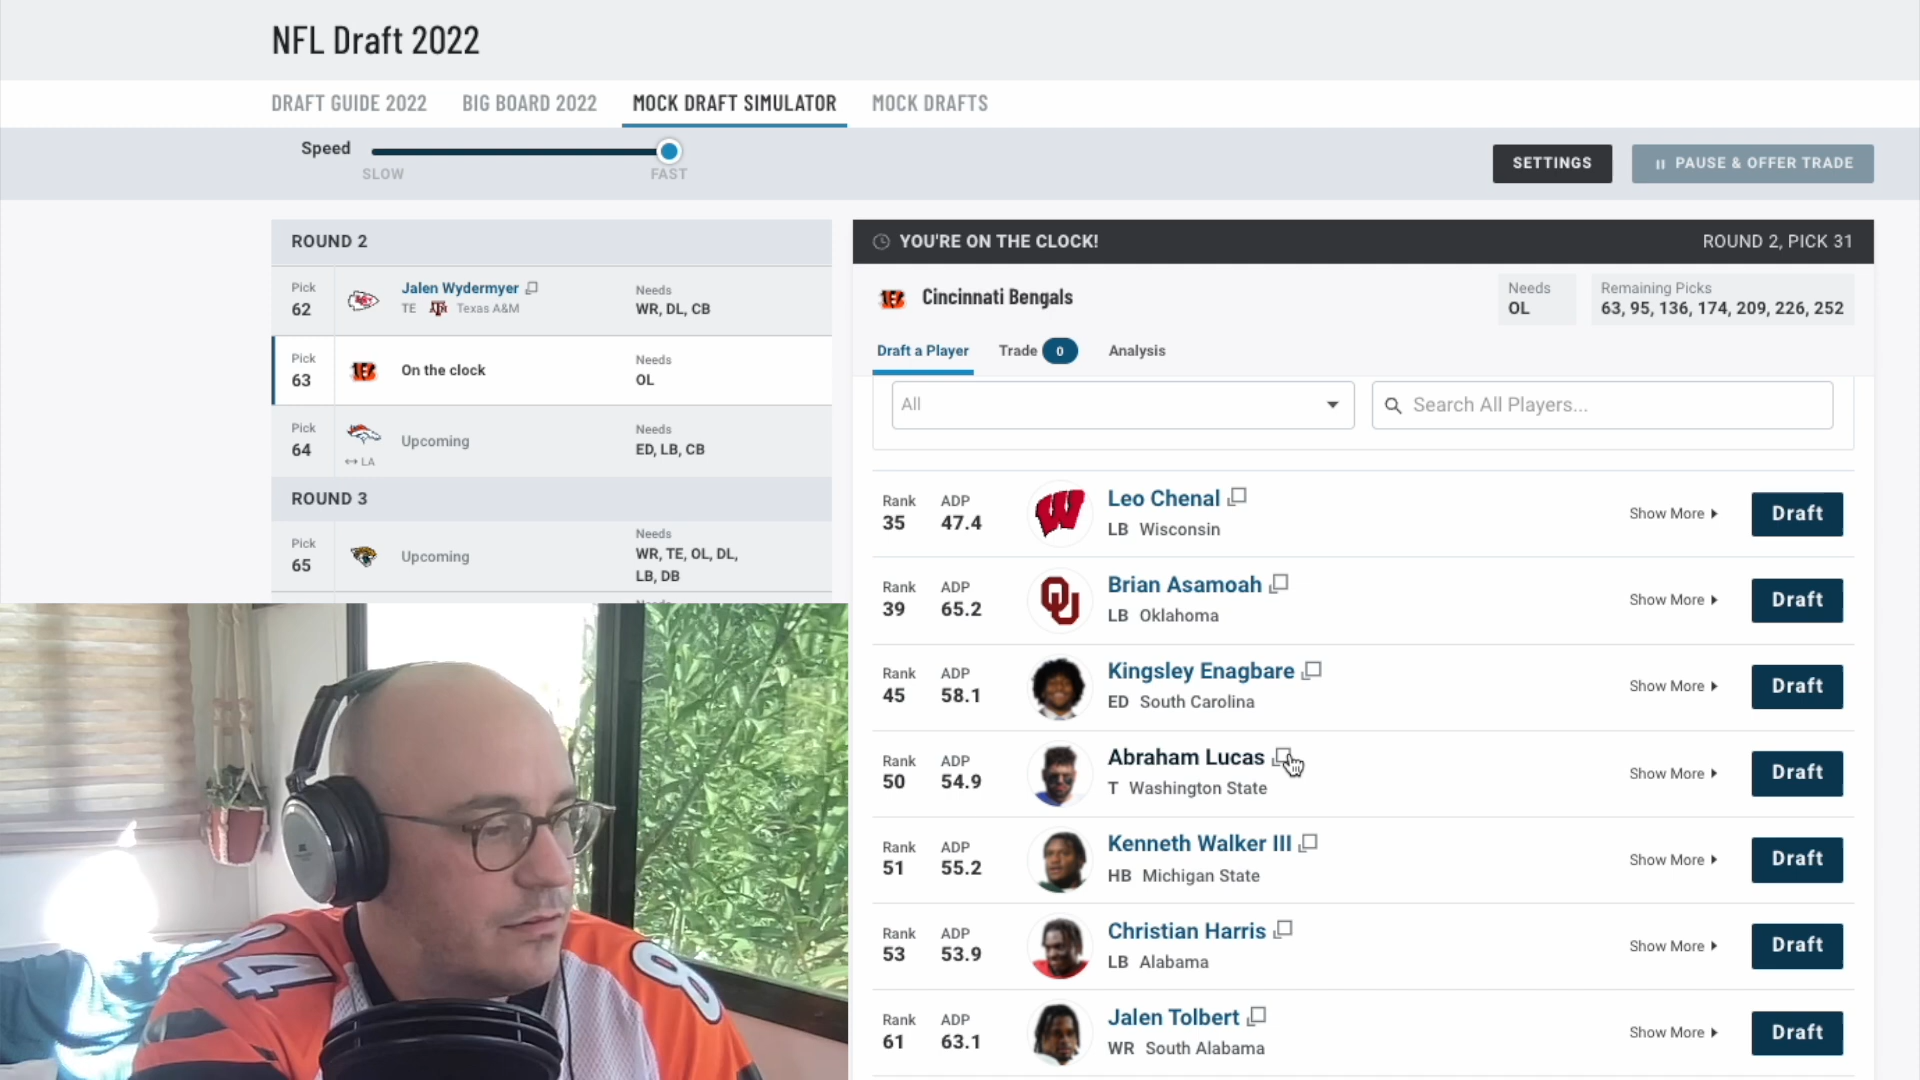 NFL Draft 2022
DRAFT GUIDE 2022 BIG BOARD 2022 MOCK DRAFT SIMULATOR MOCK DRAFTS
Speed
SLOW FAST
SETTINGS PAUSE & OFFER TRADE
ROUND 2
Pick 62
Jalen Wydermyer
TE Texas A&M
Needs
WR, DL, CB
Pick 63
On the clock
Needs
OL
Pick 64
↔ LA
Upcoming
Needs
ED, LB, CB
ROUND 3
Pick 65
Upcoming
Needs
WR, TE, OL, DL,
LB, DB
YOU'RE ON THE CLOCK! ROUND 2, PICK 31
Cincinnati Bengals
Needs
OL
Remaining Picks
63, 95, 136, 174, 209, 226, 252
Draft a Player Trade 0 Analysis
All Search All Players...
Rank ADP
35 47.4
Leo Chenal
LB Wisconsin
Show More Draft
Rank ADP
39 65.2
Brian Asamoah
LB Oklahoma
Show More Draft
Rank ADP
45 58.1
Kingsley Enagbare
ED South Carolina
Show More Draft
Rank ADP
50 54.9
Abraham Lucas
T Washington State
Show More Draft
Rank ADP
51 55.2
Kenneth Walker III
HB Michigan State
Show More Draft
Rank ADP
53 53.9
Christian Harris
LB Alabama
Show More Draft
Rank ADP
61 63.1
Jalen Tolbert
WR South Alabama
Show More Draft
84
8